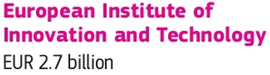 European Institute of
Innovation and Technology
EUR 2.7 billion